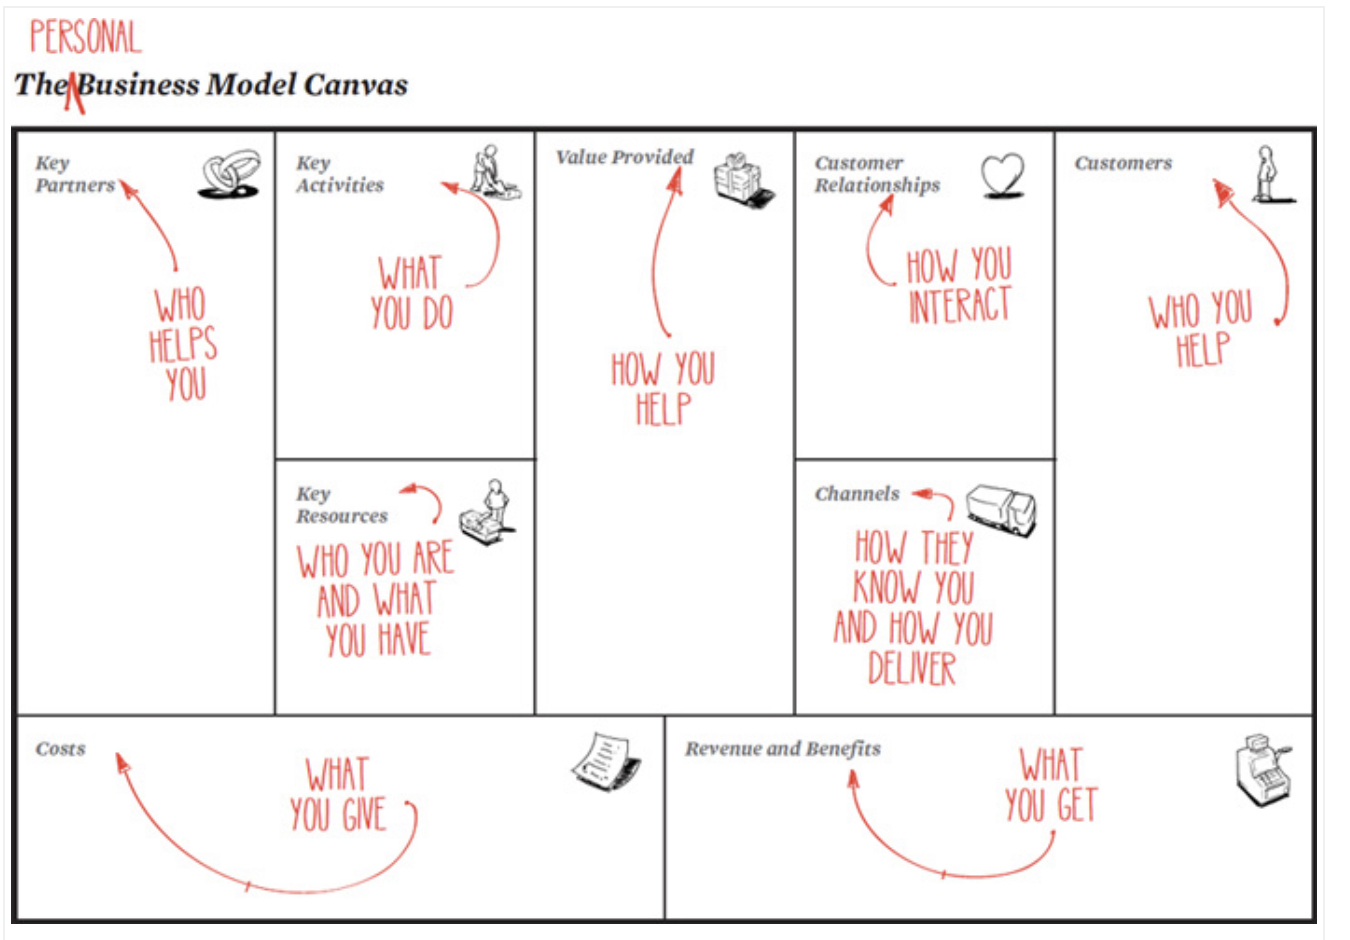 PERSONAL
The Business Model Canvas
Key
Partners
WHO
HELPS
YOU
Key
Activities
WHAT
YOU DO
Value Provided
HOW YOU
HELP
Customer
Relationships
HOW YOU
INTERACT
Customers
WHO YOU
HELP
Key
Resources
WHO YOU ARE
AND WHAT
YOU HAVE
Channels
HOW THEY
KNOW YOU
AND HOW YOU
DELIVER
Costs
WHAT
YOU GIVE
Revenue and Benefits
WHAT
YOU GET